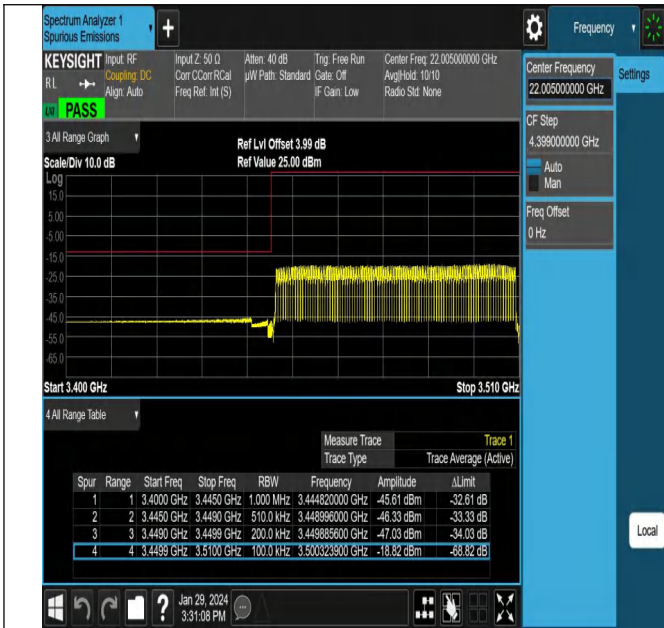 Spectrum Analyzer 1
Spurious Emissions
Frequency
KEYSIGHT
RL
Input: RF
Coupling: DC
Align: Auto
Input Z: 50 Ω
Corr CCorr RCal
Freq Ref: Int (S)
Atten: 40 dB
µW Path: Standard
Trig: Free Run
Gate: Off
IF Gain: Low
Center Freq: 22.005000000 GHz
Avg|Hold: 10/10
Radio Std: None
PASS
Center Frequency
22.005000000 GHz
Settings
CF Step
4.399000000 GHz
Auto
Man
Freq Offset
0 Hz
3 All Range Graph
Scale/Div 10.0 dB
Ref Lvl Offset 3.99 dB
Ref Value 25.00 dBm
Log
15.0
5.00
-5.00
-15.0
-25.0
-35.0
-45.0
-55.0
-65.0
Start 3.400 GHz
Stop 3.510 GHz
4 All Range Table
Measure Trace Trace 1
Trace Type Trace Average (Active)
Spur Range Start Freq Stop Freq RBW Frequency Amplitude ΔLimit
1 1 3.4000 GHz 3.4450 GHz 1.000 MHz 3.444820000 GHz -45.61 dBm -32.61 dB
2 2 3.4450 GHz 3.4490 GHz 510.0 kHz 3.448996000 GHz -46.33 dBm -33.33 dB
3 3 3.4490 GHz 3.4499 GHz 200.0 kHz 3.449885600 GHz -47.03 dBm -34.03 dB
4 4 3.4499 GHz 3.5100 GHz 100.0 kHz 3.500323900 GHz -18.82 dBm -68.82 dB
Local
Jan 29, 2024
3:31:08 PM